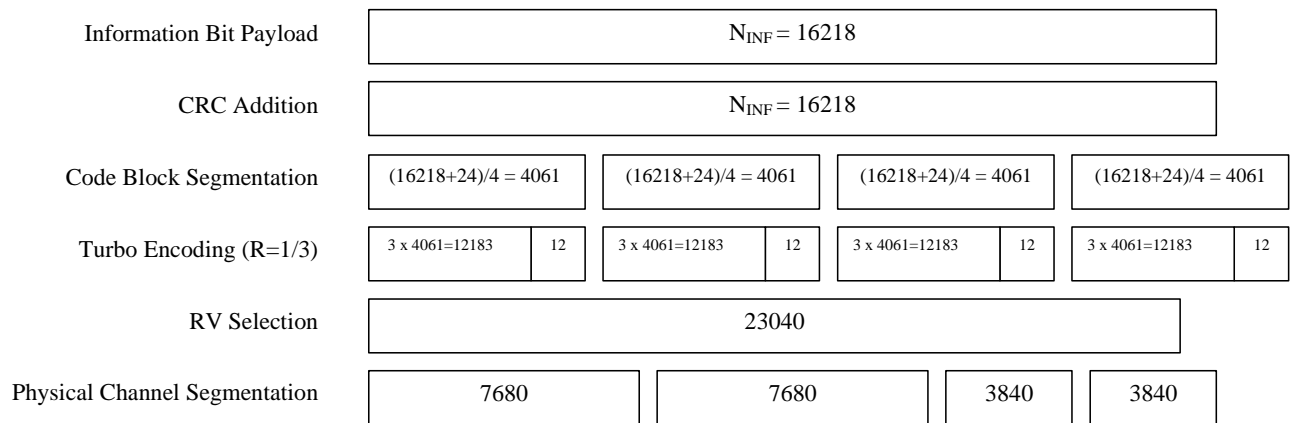 Information Bit Payload
N_INF = 16218
CRC Addition
N_INF = 16218
Code Block Segmentation
(16218+24)/4 = 4061
(16218+24)/4 = 4061
(16218+24)/4 = 4061
(16218+24)/4 = 4061
Turbo Encoding (R=1/3)
3 x 4061=12183
12
3 x 4061=12183
12
3 x 4061=12183
12
3 x 4061=12183
12
RV Selection
23040
Physical Channel Segmentation
7680
7680
3840
3840